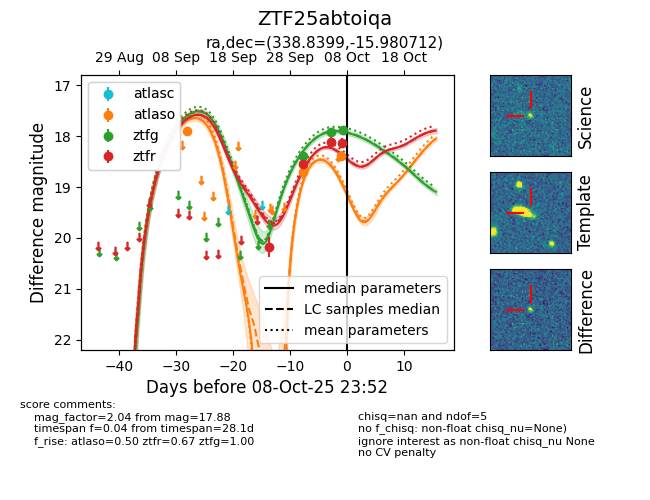 ZTF25abtoiqa
ra,dec=(338.8399,-15.980712)
29 Aug 08 Sep 18 Sep 28 Sep 08 Oct 18 Oct
17
18
19
20
21
22
Difference magnitude
atlasc
atlaso
ztfg
ztfr
median parameters
LC samples median
mean parameters
−40 −30 −20 −10 0 10
Days before 08-Oct-25 23:52
Science
Template
Difference
score comments:
mag_factor=2.04 from mag=17.88
timespan f=0.04 from timespan=28.1d
f_rise: atlaso=0.50 ztfr=0.67 ztfg=1.00
chisq=nan and ndof=5
no f_chisq: non-float chisq_nu=None)
ignore interest as non-float chisq_nu None
no CV penalty